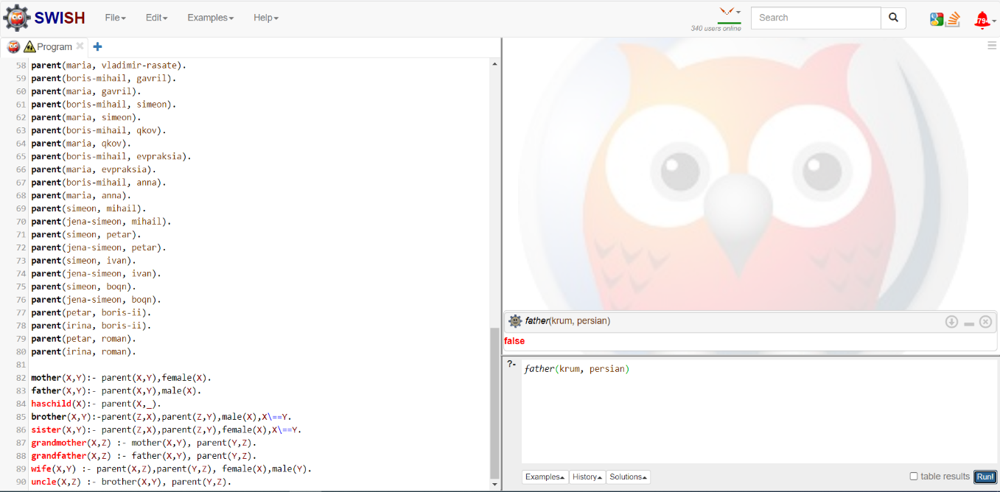 SWISH File Edit Examples Help 340 users online Search 794
Program
58 parent(maria, vladimir-rasate).
59 parent(boris-mihail, gavril).
60 parent(maria, gavril).
61 parent(boris-mihail, simeon).
62 parent(maria, simeon).
63 parent(boris-mihail, qkov).
64 parent(maria, qkov).
65 parent(boris-mihail, evpraksia).
66 parent(maria, evpraksia).
67 parent(boris-mihail, anna).
68 parent(maria, anna).
69 parent(simeon, mihail).
70 parent(jena-simeon, mihail).
71 parent(simeon, petar).
72 parent(jena-simeon, petar).
73 parent(simeon, ivan).
74 parent(jena-simeon, ivan).
75 parent(simeon, boqn).
76 parent(jena-simeon, boqn).
77 parent(petar, boris-ii).
78 parent(irina, boris-ii).
79 parent(petar, roman).
80 parent(irina, roman).
81
82 mother(X,Y):- parent(X,Y),female(X).
83 father(X,Y):- parent(X,Y),male(X).
84 haschild(X):- parent(X,_).
85 brother(X,Y):-parent(Z,X),parent(Z,Y),male(X),X\==Y.
86 sister(X,Y):- parent(Z,X),parent(Z,Y),female(X),X\==Y.
87 grandmother(X,Z) :- mother(X,Y), parent(Y,Z).
88 grandfather(X,Z) :- father(X,Y), parent(Y,Z).
89 wife(X,Y) :- parent(X,Z),parent(Y,Z), female(X),male(Y).
90 uncle(X,Z) :- brother(X,Y), parent(Y,Z).
father(krum, persian)
false
?- father(krum, persian)
Examples History Solutions table results Run!